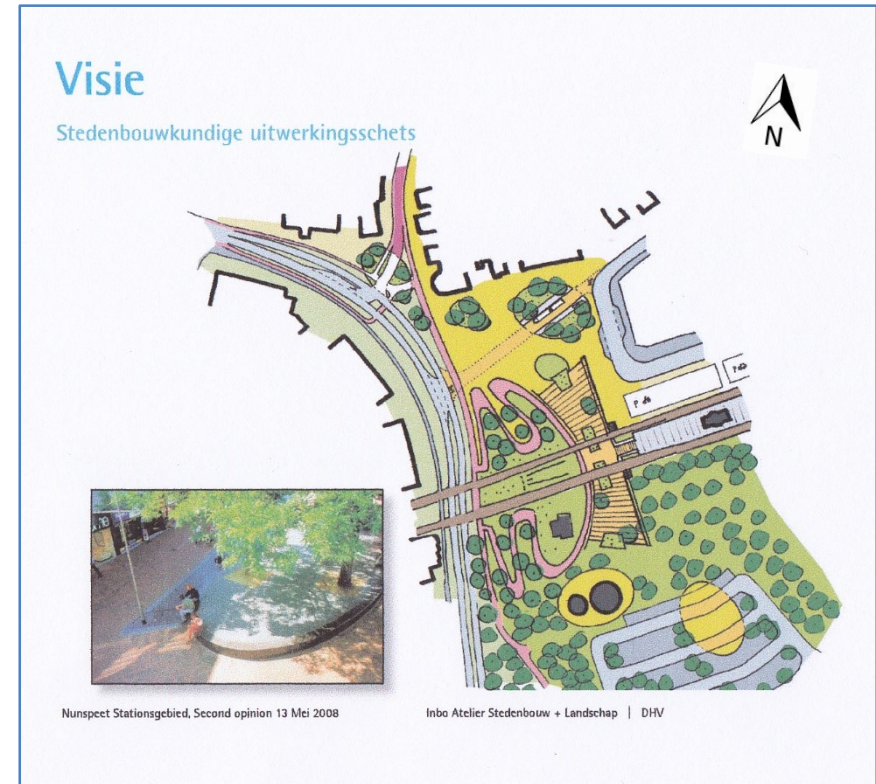 Visie
Stedenbouwkundige uitwerkingsschets
N
Nunspeet Stationsgebied, Second opinion 13 Mei 2008
Inbo Atelier Stedenbouw + Landschap | DHV